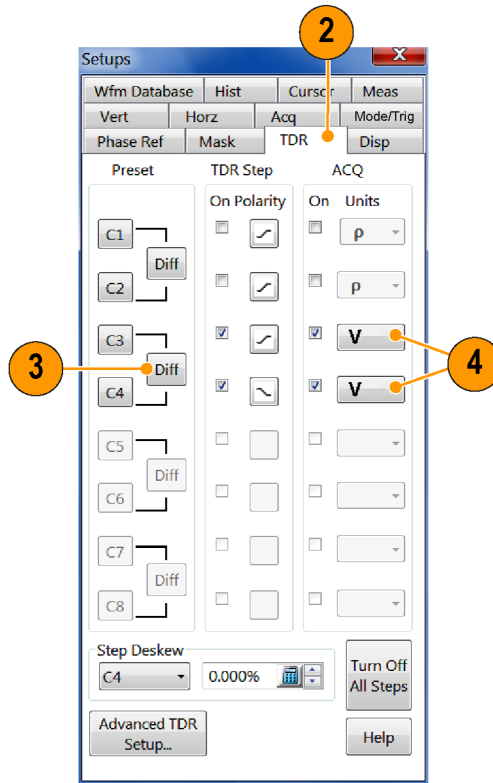 2
Setups
Wfm Database Hist Cursor Meas
Vert Horz Acq Mode/Trig
Phase Ref Mask TDR Disp
Preset TDR Step ACQ
On Polarity On Units
C1 ρ
Diff
C2 ρ
C3 V
3 Diff 4
C4 V
C5
Diff
C6
C7
Diff
C8
Step Deskew
C4 0.000%
Turn Off
All Steps
Advanced TDR
Setup...
Help